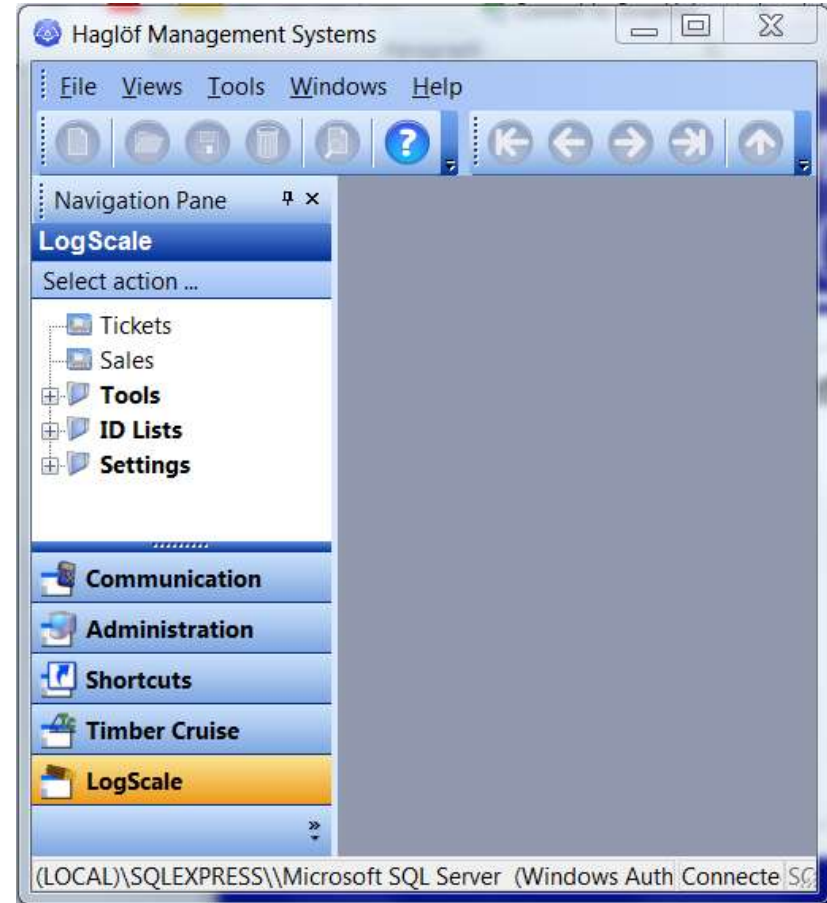 Haglöf Management Systems
File Views Tools Windows Help
Navigation Pane
LogScale
Select action ...
Tickets
Sales
Tools
ID Lists
Settings
Communication
Administration
Shortcuts
Timber Cruise
LogScale
(LOCAL)\SQLEXPRESS\\Microsoft SQL Server (Windows Auth Connecte